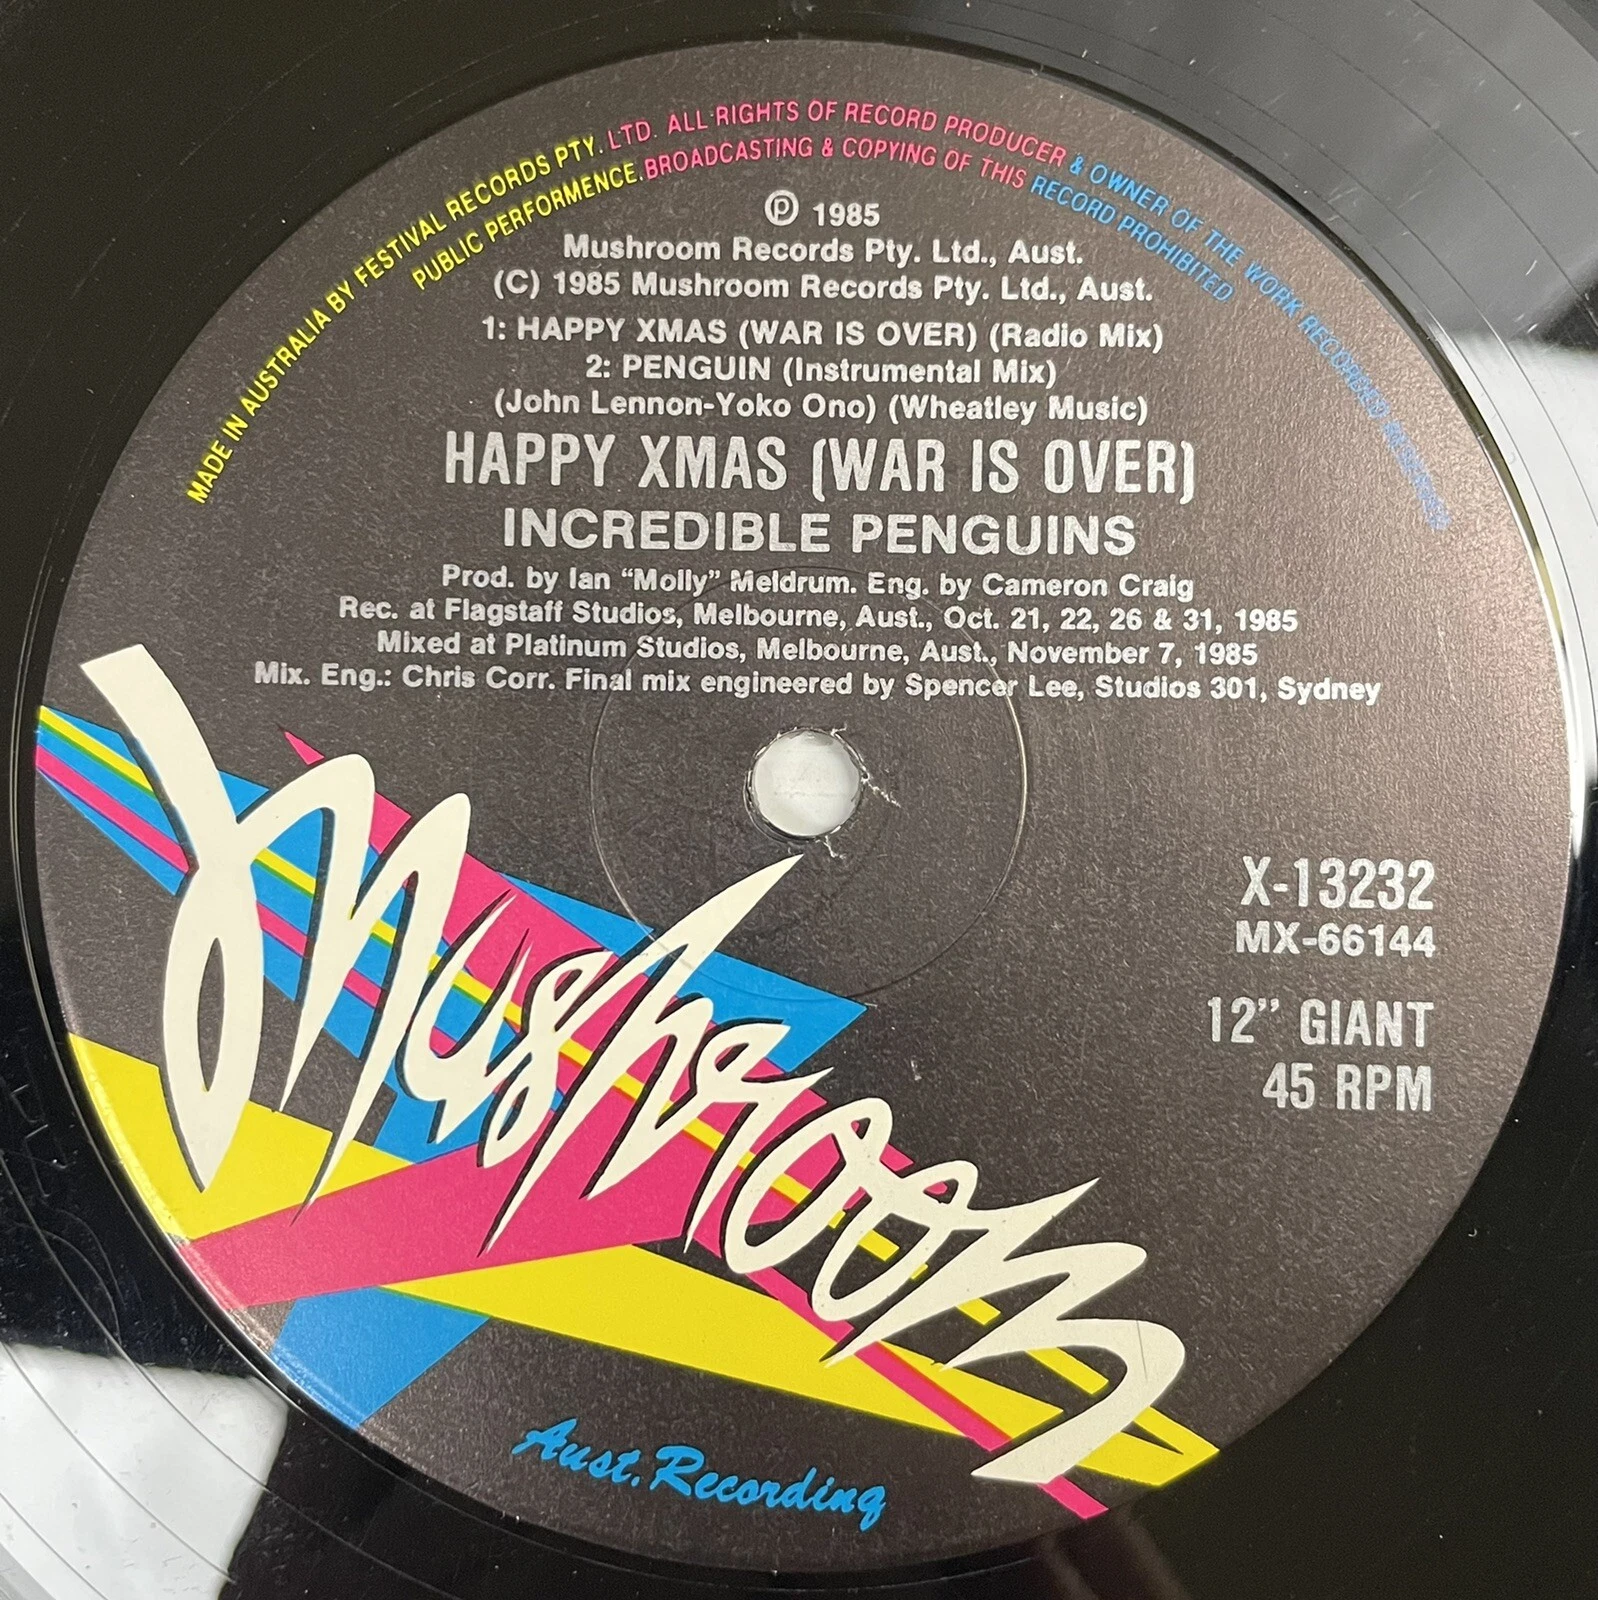 MADE IN AUSTRALIA BY FESTIVAL RECORDS PTY. LTD. ALL RIGHTS OF RECORD PRODUCER & OWNER OF THE WORK RECORDED RESERVED
PUBLIC PERFORMENCE. BROADCASTING & COPYING OF THIS RECORD PROHIBITED
Ⓟ 1985
Mushroom Records Pty. Ltd., Aust.
(C) 1985 Mushroom Records Pty. Ltd., Aust.
1: HAPPY XMAS (WAR IS OVER) (Radio Mix)
2: PENGUIN (Instrumental Mix)
(John Lennon-Yoko Ono) (Wheatley Music)
HAPPY XMAS (WAR IS OVER)
INCREDIBLE PENGUINS
Prod. by Ian “Molly” Meldrum. Eng. by Cameron Craig
Rec. at Flagstaff Studios, Melbourne, Aust., Oct. 21, 22, 26 & 31, 1985
Mixed at Platinum Studios, Melbourne, Aust., November 7, 1985
Mix. Eng.: Chris Corr. Final mix engineered by Spencer Lee, Studios 301, Sydney
X-13232
MX-66144
12” GIANT
45 RPM
Mushroom
Aust. Recording